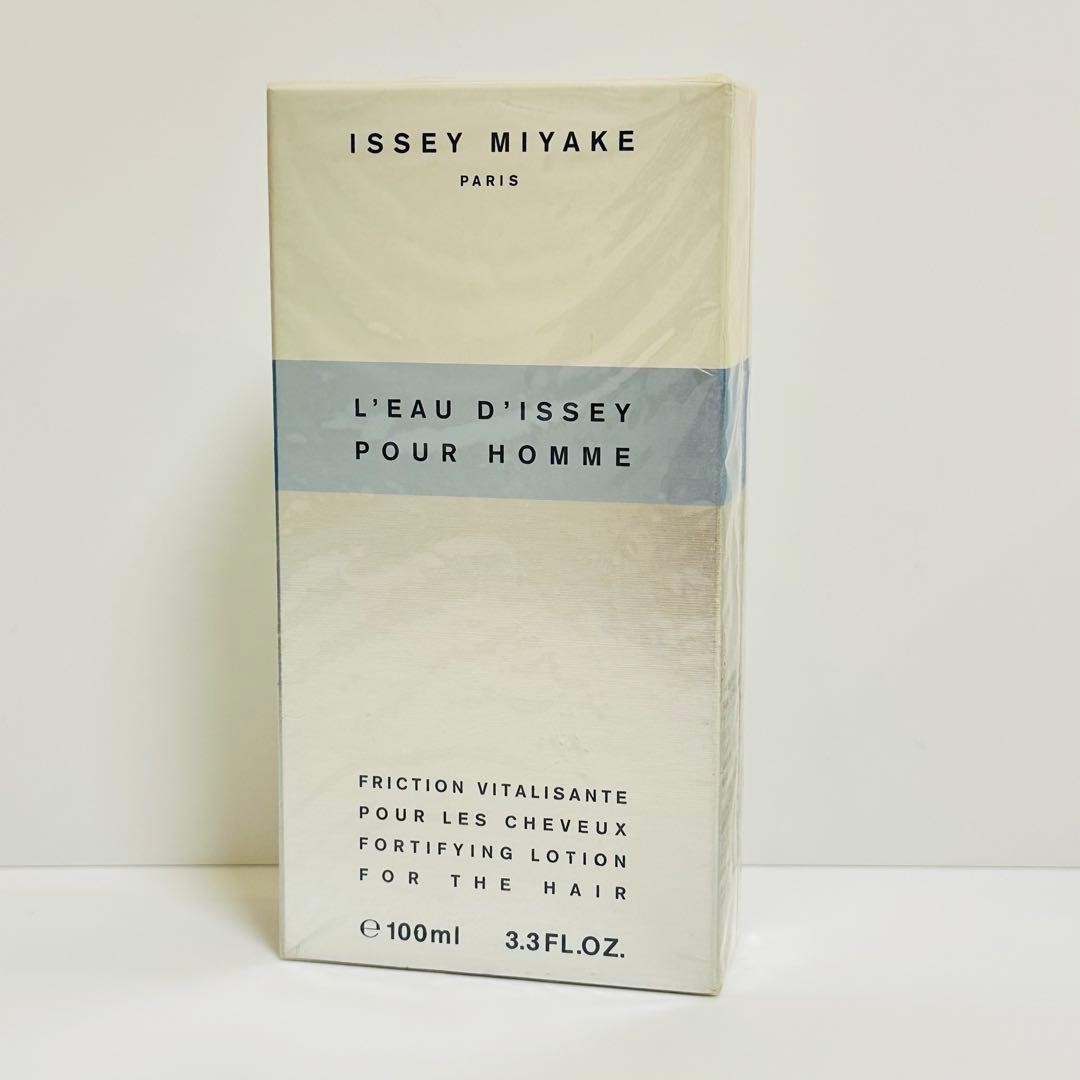 ISSEY MIYAKE
PARIS
L'EAU D'ISSEY
POUR HOMME
FRICTION VITALISANTE
POUR LES CHEVEUX
FORTIFYING LOTION
FOR THE HAIR
℮100ml 3.3FL.OZ.